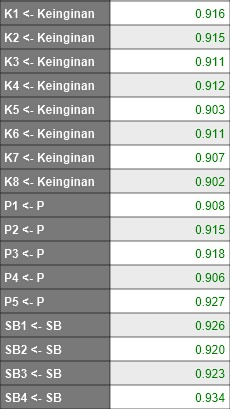 K1 <- Keinginan 0.916
K2 <- Keinginan 0.915
K3 <- Keinginan 0.911
K4 <- Keinginan 0.912
K5 <- Keinginan 0.903
K6 <- Keinginan 0.911
K7 <- Keinginan 0.907
K8 <- Keinginan 0.902
P1 <- P 0.908
P2 <- P 0.915
P3 <- P 0.918
P4 <- P 0.906
P5 <- P 0.927
SB1 <- SB 0.926
SB2 <- SB 0.920
SB3 <- SB 0.923
SB4 <- SB 0.934